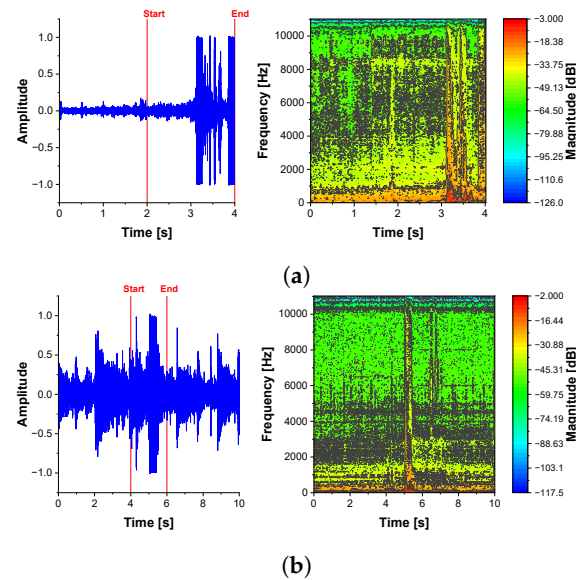 Start End
1.0
0.5
0.0
−0.5
−1.0
Amplitude
0 1 2 3 4
Time [s]
10000
8000
6000
4000
2000
0
Frequency [Hz]
0 1 2 3 4
Time [s]
−3.000
−18.38
−33.75
−49.13
−64.50
−79.88
−95.25
−110.6
−126.0
Magnitude [dB]
(a)
Start End
1.0
0.5
0.0
−0.5
−1.0
Amplitude
0 2 4 6 8 10
Time [s]
10000
8000
6000
4000
2000
0
Frequency [Hz]
0 2 4 6 8 10
Time [s]
−2.000
−16.44
−30.88
−45.31
−59.75
−74.19
−88.63
−103.1
−117.5
Magnitude [dB]
(b)